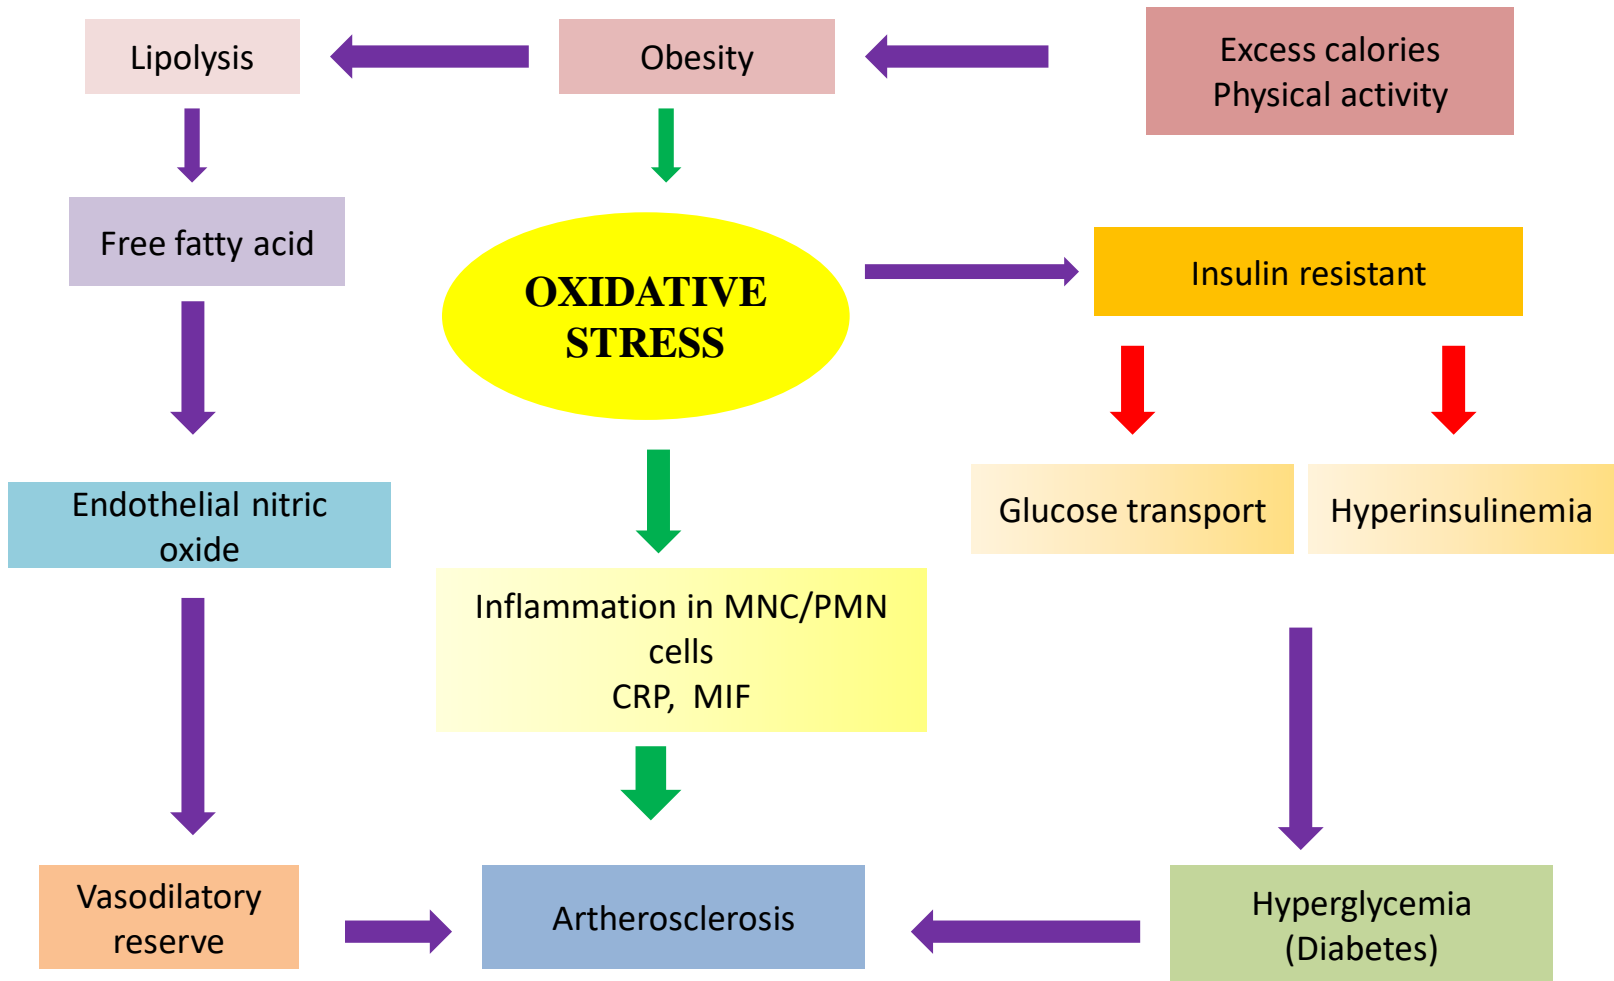 Lipolysis
Obesity
Excess calories
Physical activity
Free fatty acid
OXIDATIVE
STRESS
Insulin resistant
Endothelial nitric
oxide
Glucose transport
Hyperinsulinemia
Inflammation in MNC/PMN
cells
CRP,  MIF
Vasodilatory
reserve
Artherosclerosis
Hyperglycemia
(Diabetes)